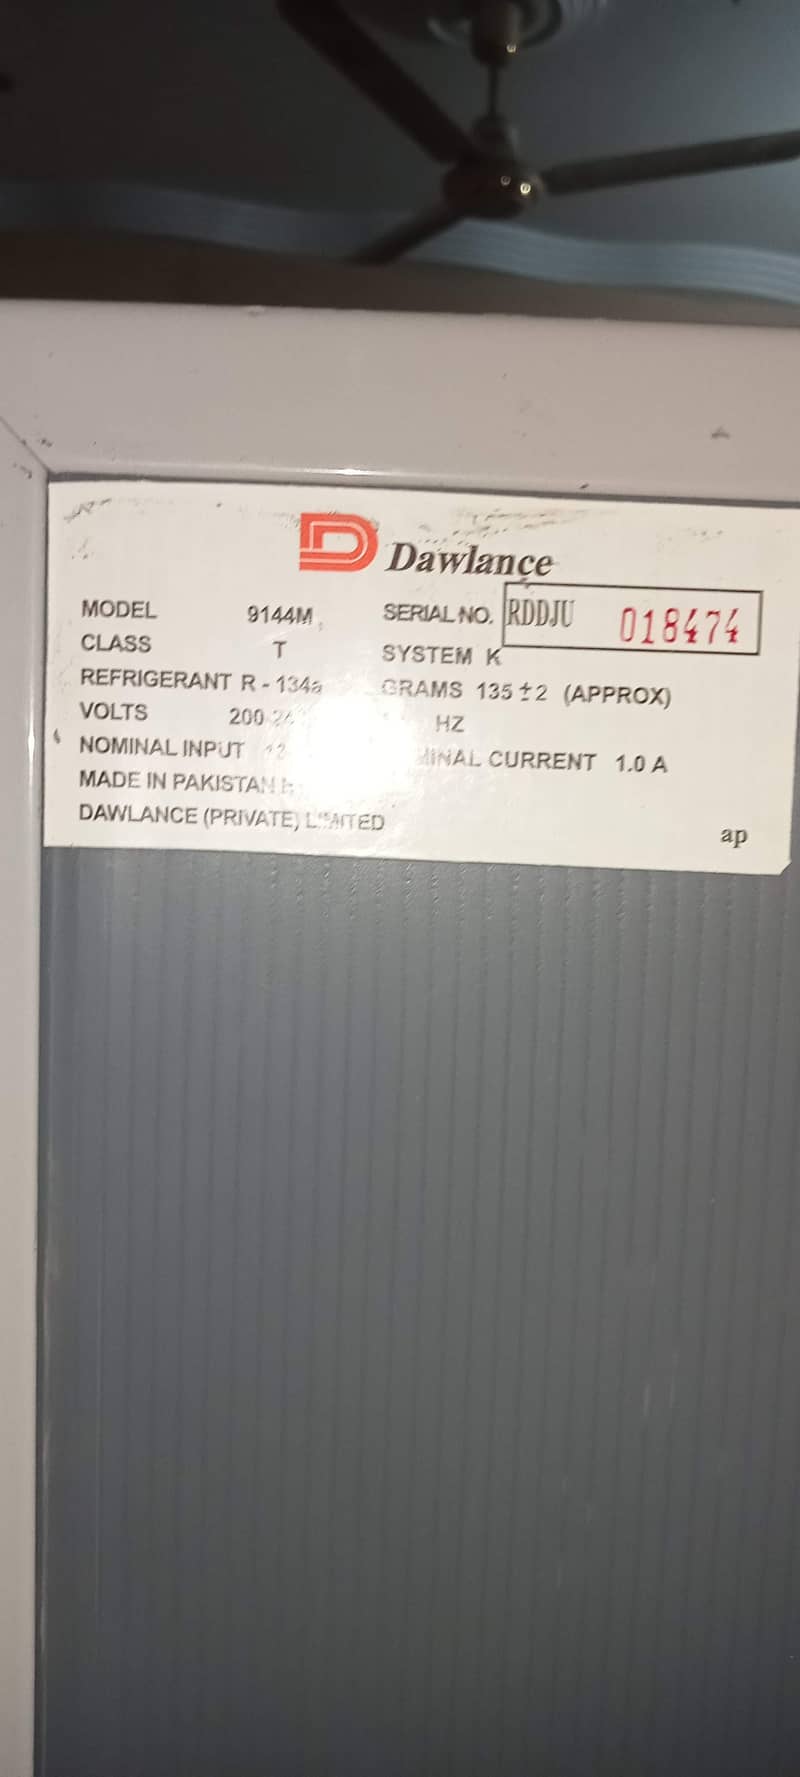 Dawlance
MODEL 9144M SERIAL NO. RDDJU 018474
CLASS T SYSTEM K
REFRIGERANT R - 134a GRAMS 135 ± 2 (APPROX)
VOLTS 200 HZ
NOMINAL INPUT CURRENT 1.0 A
MADE IN PAKISTAN
DAWLANCE (PRIVATE) LIMITED
ap